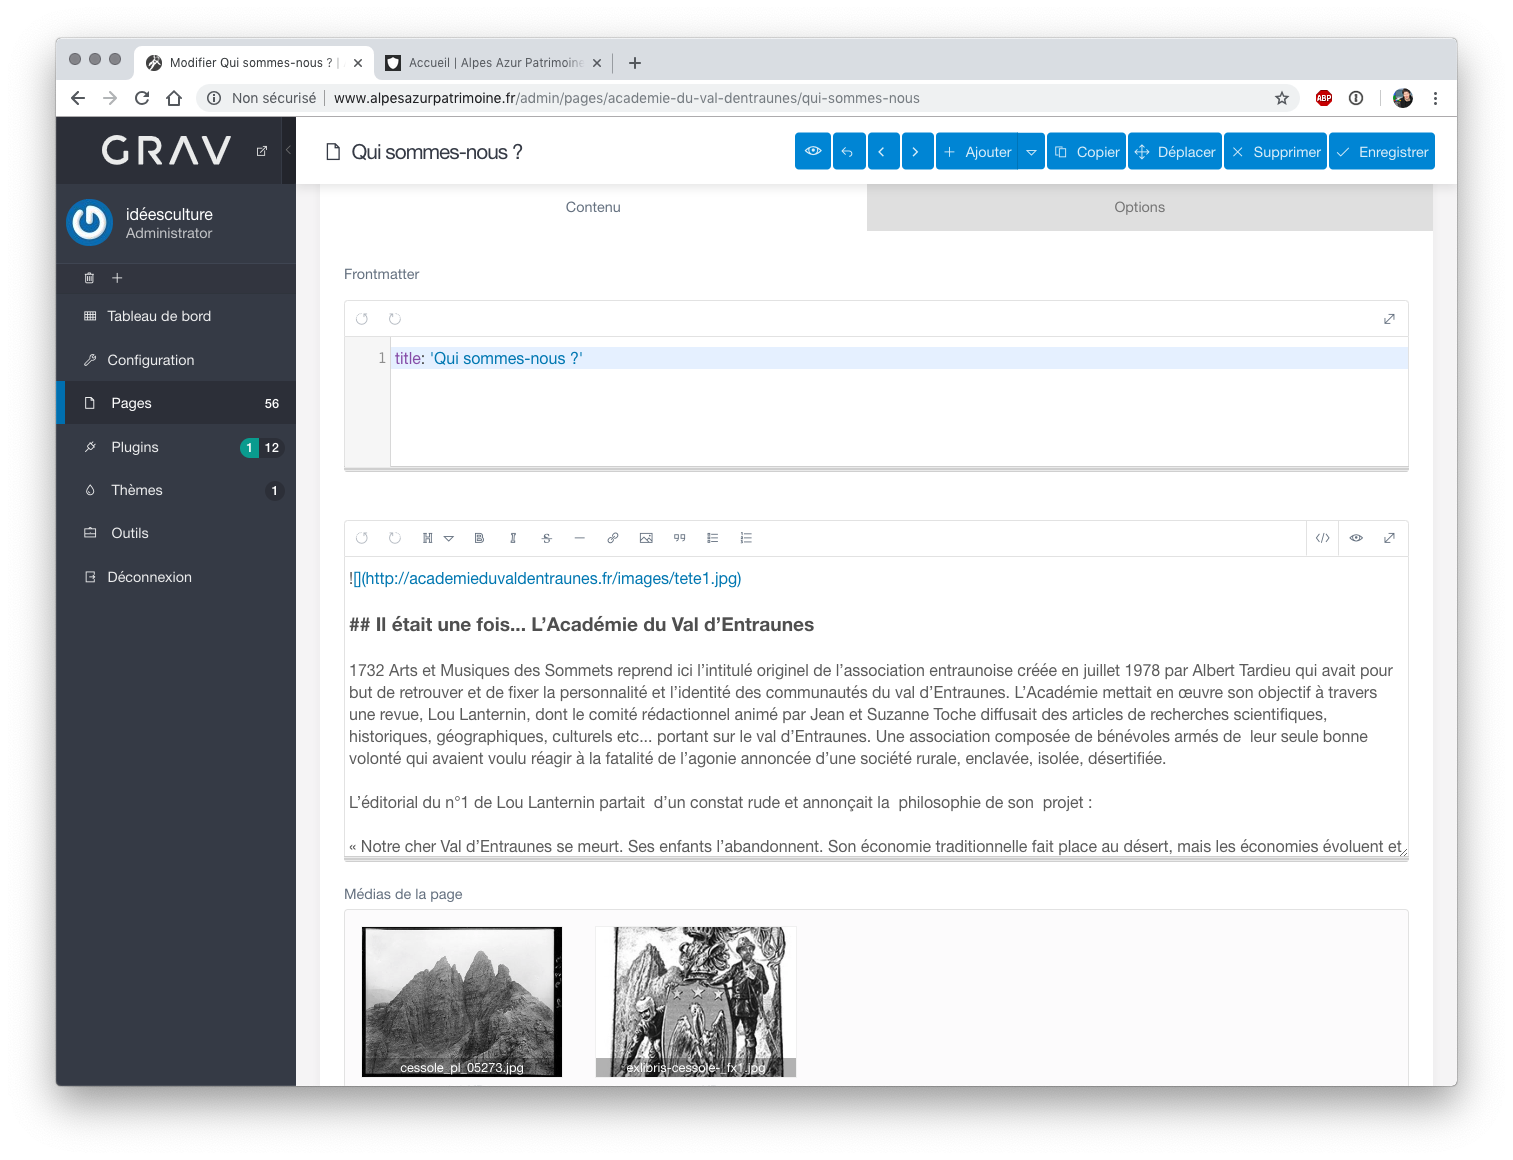 Modifier Qui sommes-nous ? |
Accueil | Alpes Azur Patrimoine
Non sécurisé | www.alpesazurpatrimoine.fr/admin/pages/academie-du-val-dentraunes/qui-sommes-nous
ABP
GRAV
Qui sommes-nous ?
Ajouter
Copier
Déplacer
Supprimer
Enregistrer
idéesculture
Administrator
Tableau de bord
Configuration
Pages 56
Plugins 1 12
Thèmes 1
Outils
Déconnexion
Contenu
Options
Frontmatter
1 title: 'Qui sommes-nous ?'
![](http://academieduvaldentraunes.fr/images/tete1.jpg)
## Il était une fois... L’Académie du Val d’Entraunes
1732 Arts et Musiques des Sommets reprend ici l’intitulé originel de l’association entraunoise créée en juillet 1978 par Albert Tardieu qui avait pour
but de retrouver et de fixer la personnalité et l’identité des communautés du val d’Entraunes. L’Académie mettait en œuvre son objectif à travers
une revue, Lou Lanternin, dont le comité rédactionnel animé par Jean et Suzanne Toche diffusait des articles de recherches scientifiques,
historiques, géographiques, culturels etc... portant sur le val d’Entraunes. Une association composée de bénévoles armés de  leur seule bonne
volonté qui avaient voulu réagir à la fatalité de l’agonie annoncée d’une société rurale, enclavée, isolée, désertifiée.
L’éditorial du n°1 de Lou Lanternin partait  d’un constat rude et annonçait la  philosophie de son  projet :
« Notre cher Val d’Entraunes se meurt. Ses enfants l’abandonnent. Son économie traditionnelle fait place au désert, mais les économies évoluent et
Médias de la page
cessole_pl_05273.jpg
exlibris-cessole-_fx1.jpg